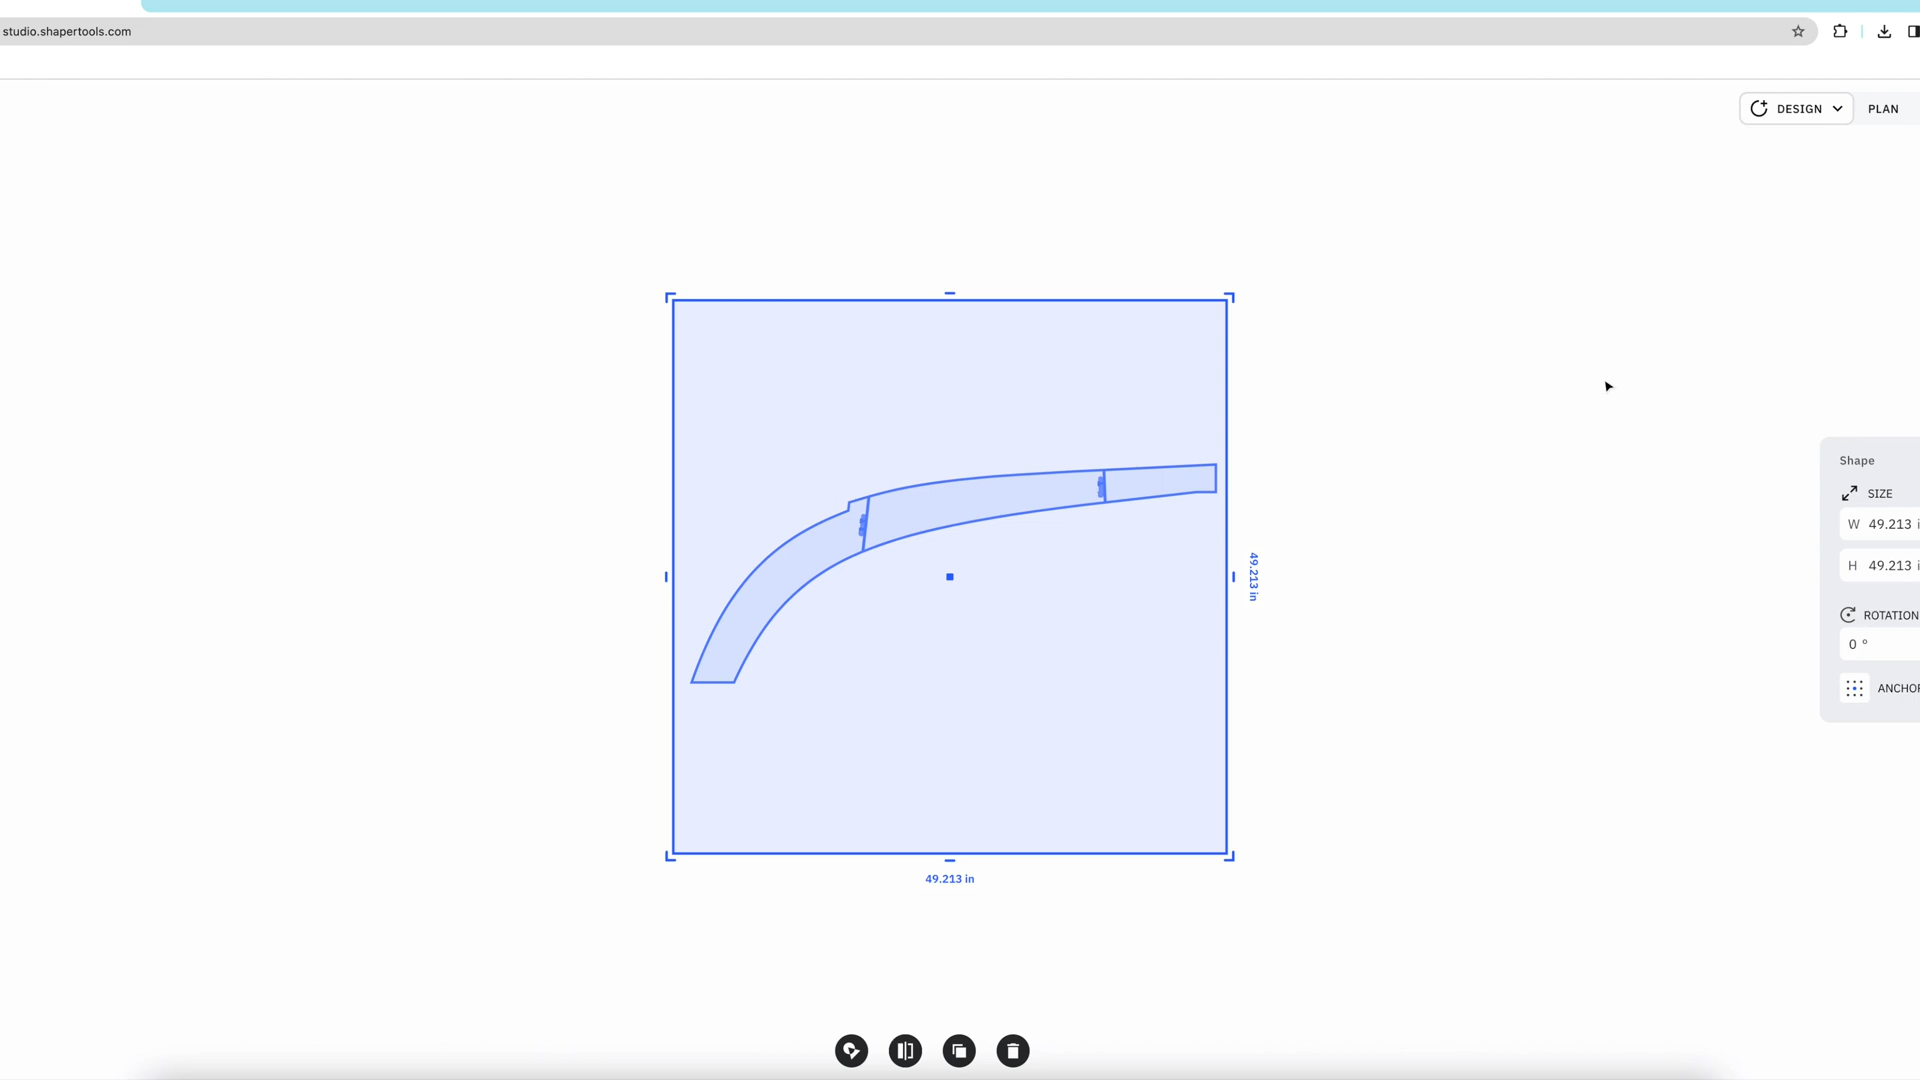 studio.shapertools.com
DESIGN
PLAN
Shape
SIZE
W 49.213 i
H 49.213 i
49.213 in
ROTATION
0 °
ANCHOR
49.213 in